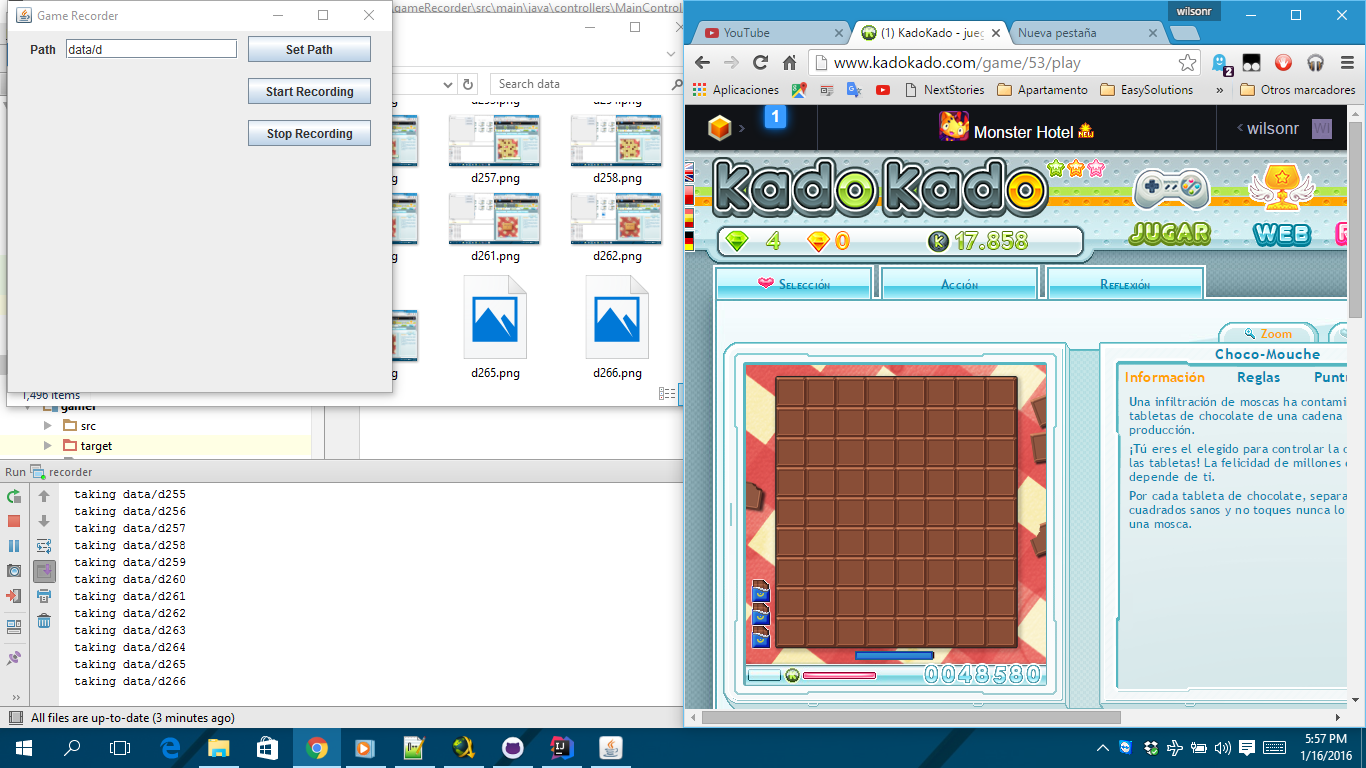 Game Recorder
Path data/d Set Path
Start Recording
Stop Recording
.gameRecorder\src\main\java\controllers\MainControl
Search data
d257.png
d258.png
d261.png
d262.png
d265.png
d266.png
1,496 items
src
target
Run recorder
taking data/d255
taking data/d256
taking data/d257
taking data/d258
taking data/d259
taking data/d260
taking data/d261
taking data/d262
taking data/d263
taking data/d264
taking data/d265
taking data/d266
All files are up-to-date (3 minutes ago)
wilsonr
YouTube
(1) KadoKado - jueg
Nueva pestaña
www.kadokado.com/game/53/play
2
Aplicaciones
NextStories
Apartamento
EasySolutions
»
Otros marcadores
1
Monster Hotel NEW
wilsonr WI
KadoKado
4 0 K 17.858
JUGAR
WEB
Selección
Acción
Reflexión
Zoom
Choco-Mouche
Información Reglas Puntu
Una infiltración de moscas ha contami
tabletas de chocolate de una cadena
producción.
¡Tú eres el elegido para controlar la c
las tabletas! La felicidad de millones
depende de ti.
Por cada tableta de chocolate, separa
cuadrados sanos y no toques nunca lo
una mosca.
0048580
5:57 PM
1/16/2016